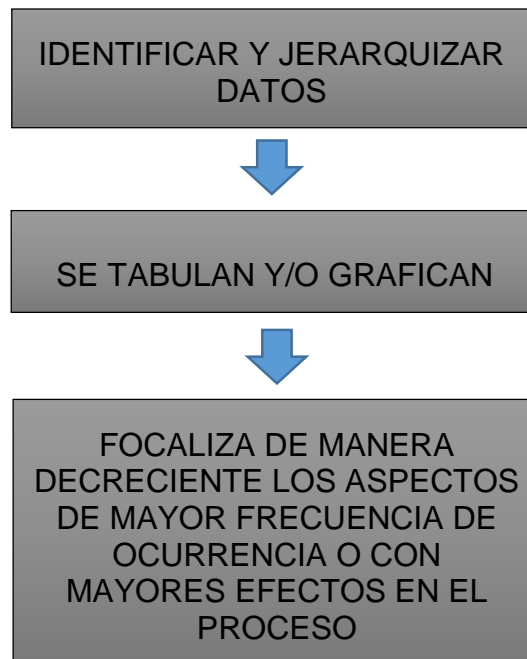 IDENTIFICAR Y JERARQUIZAR
DATOS
SE TABULAN Y/O GRAFICAN
FOCALIZA DE MANERA
DECRECIENTE LOS ASPECTOS
DE MAYOR FRECUENCIA DE
OCURRENCIA O CON
MAYORES EFECTOS EN EL
PROCESO